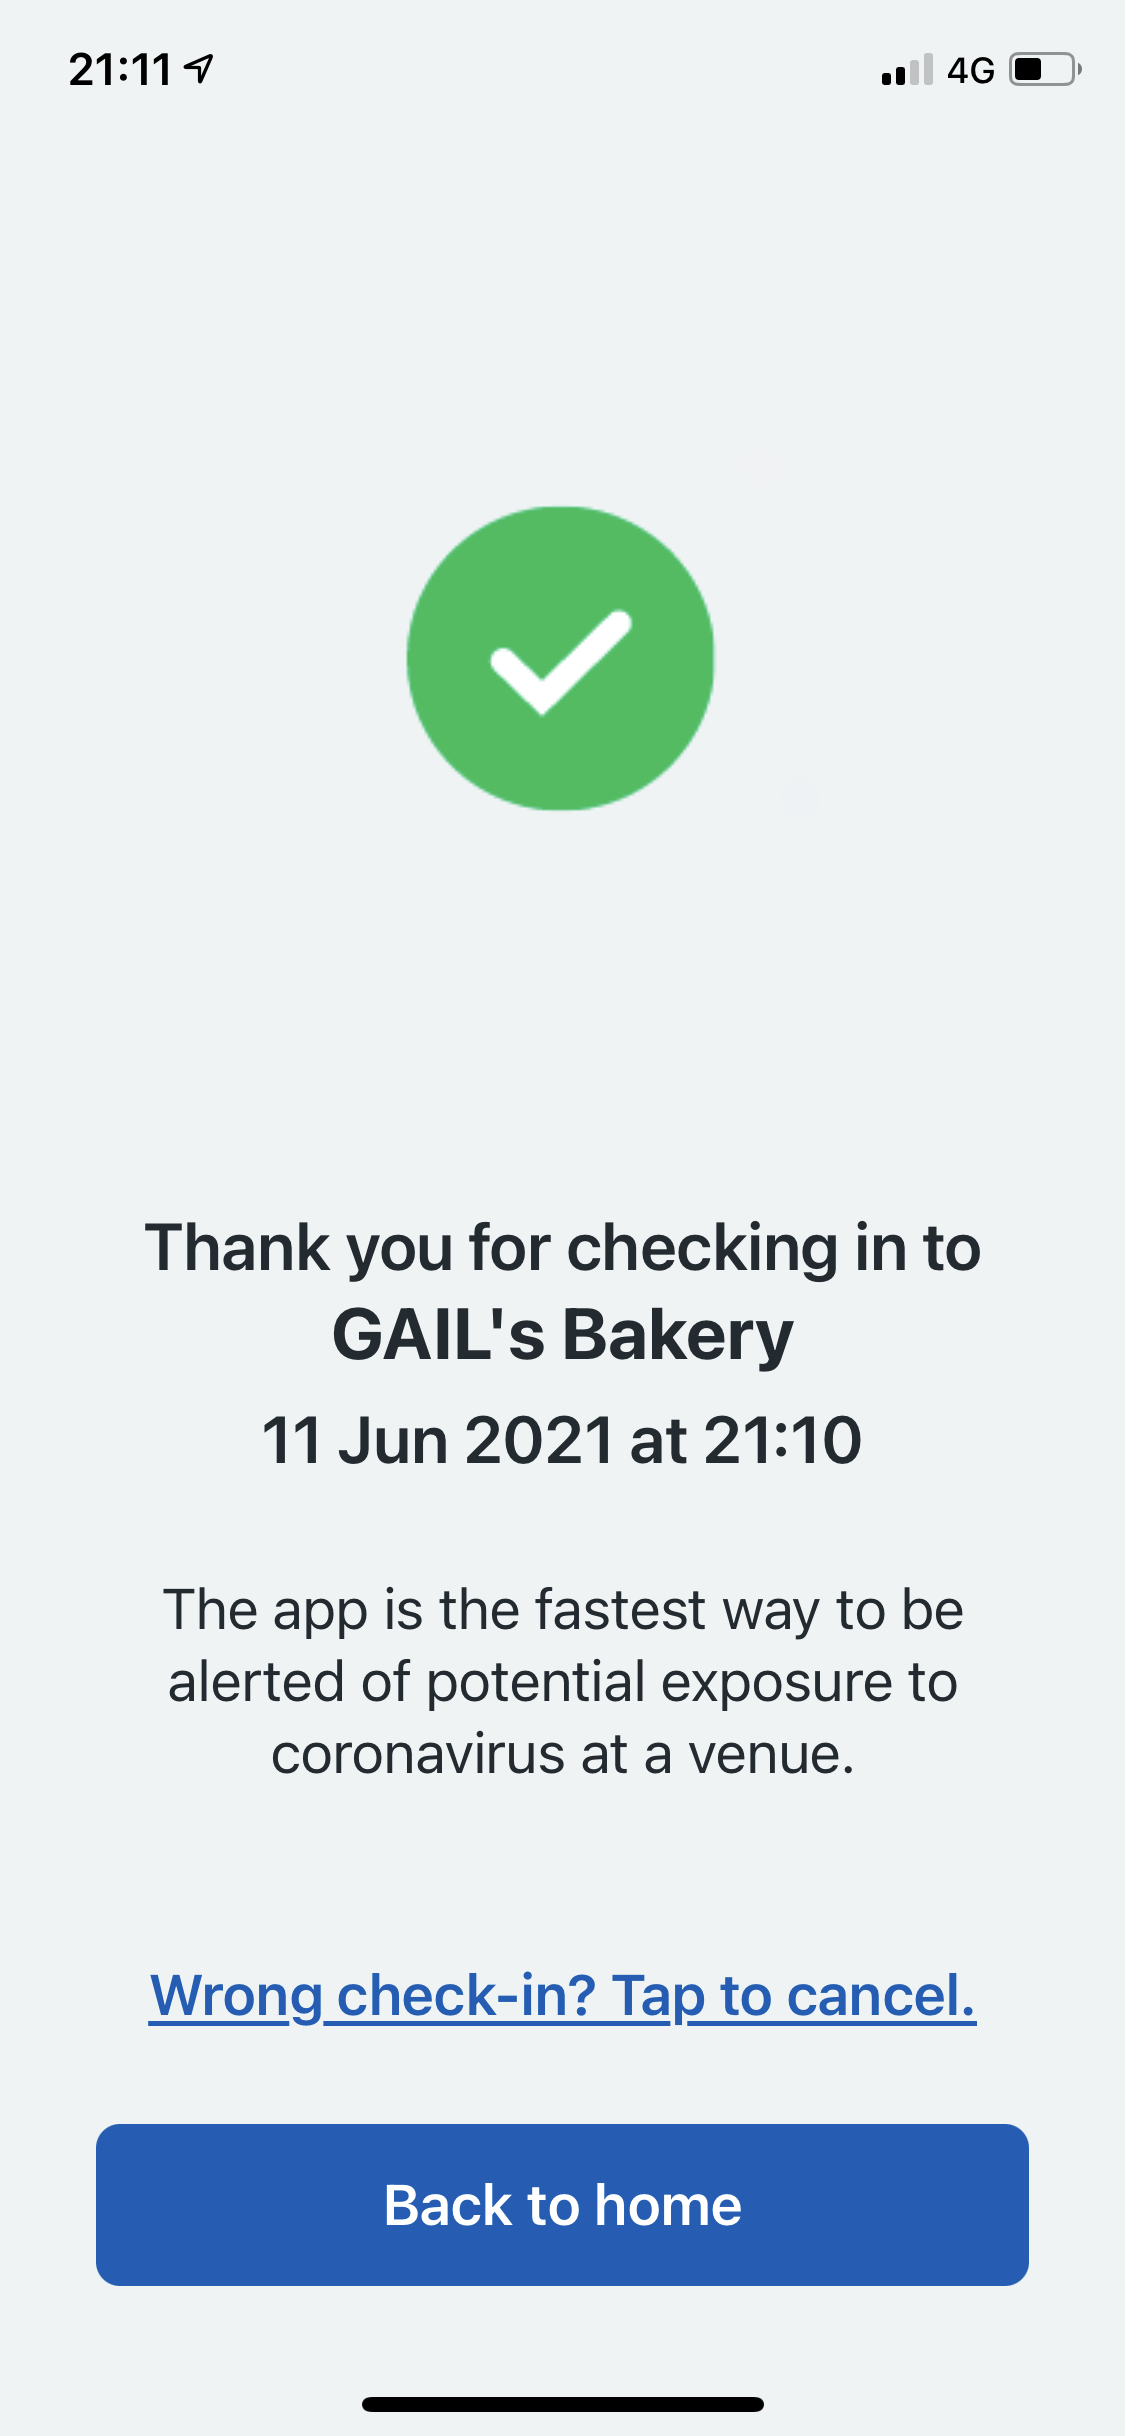 21:11
4G
Thank you for checking in to
GAIL's Bakery
11 Jun 2021 at 21:10
The app is the fastest way to be
alerted of potential exposure to
coronavirus at a venue.
Wrong check-in? Tap to cancel.
Back to home